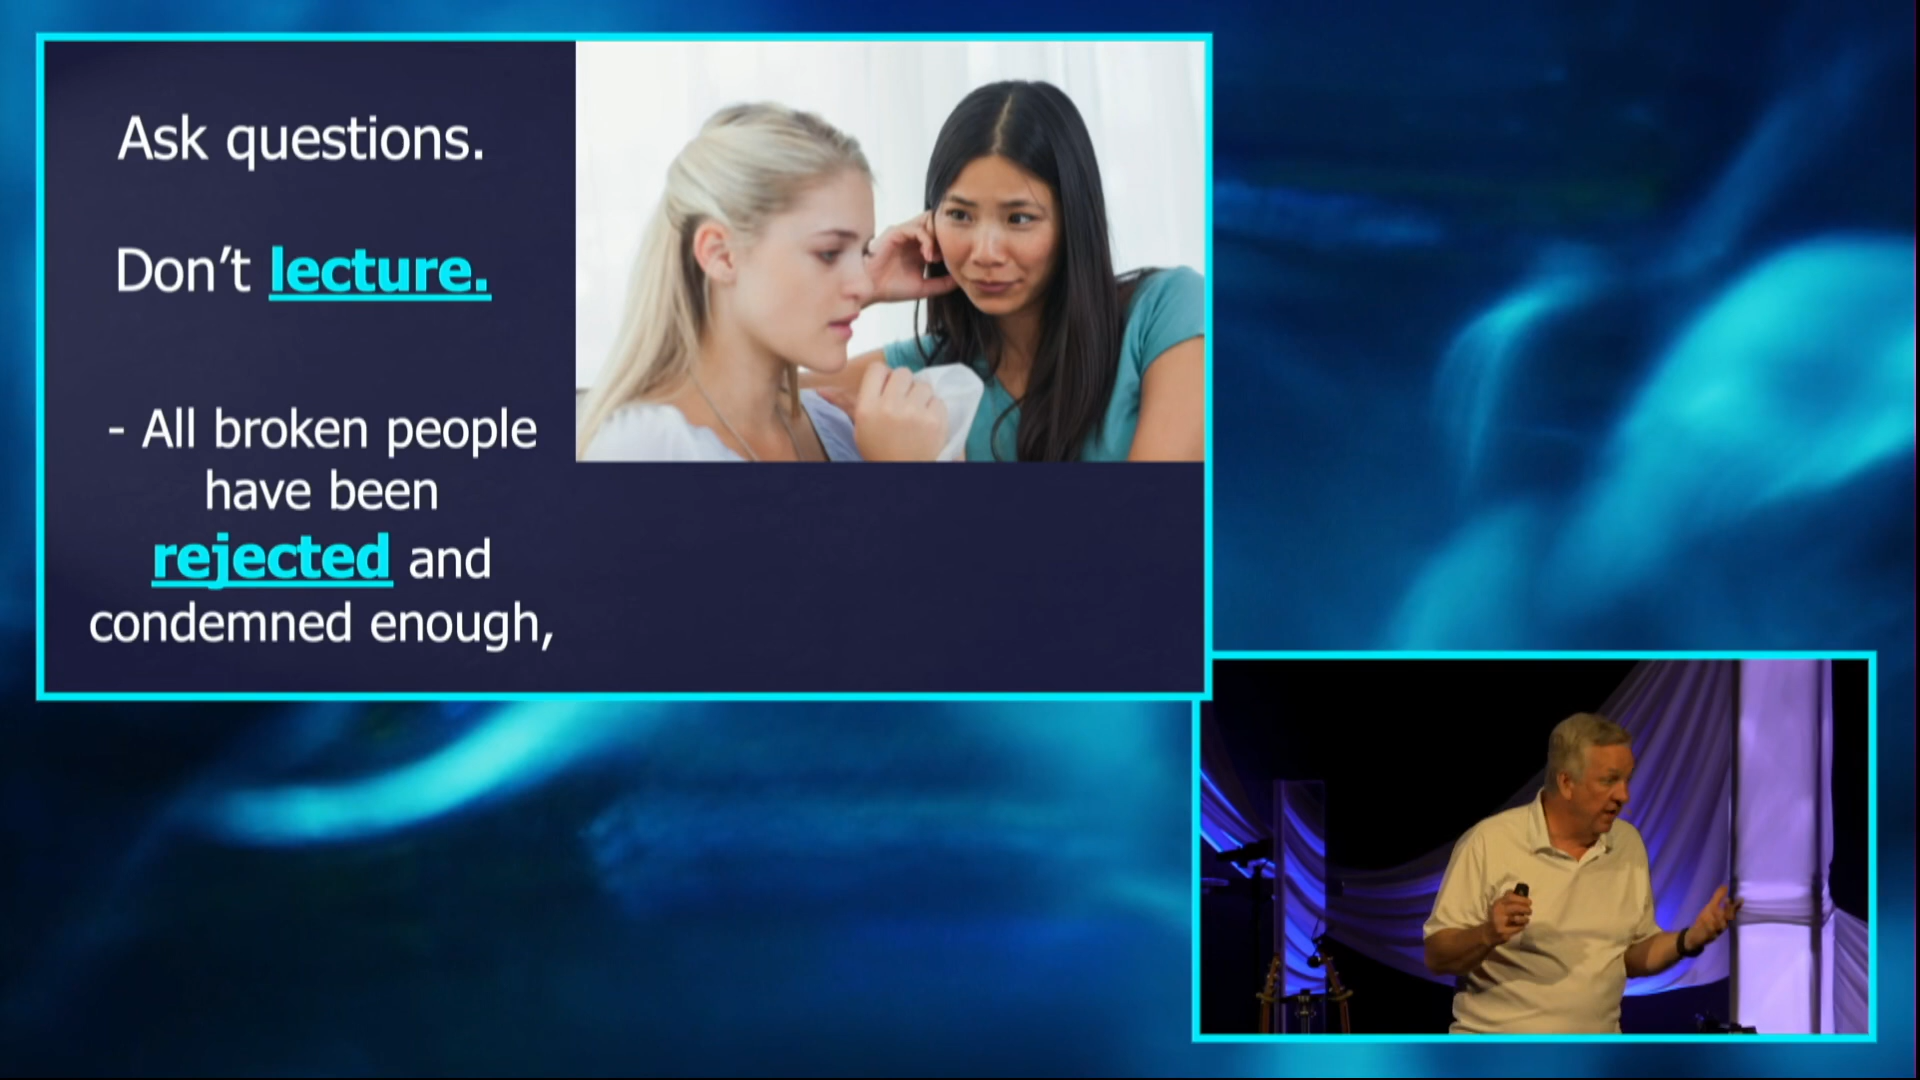 Ask questions.
Don’t lecture.
- All broken people
have been
rejected and
condemned enough,